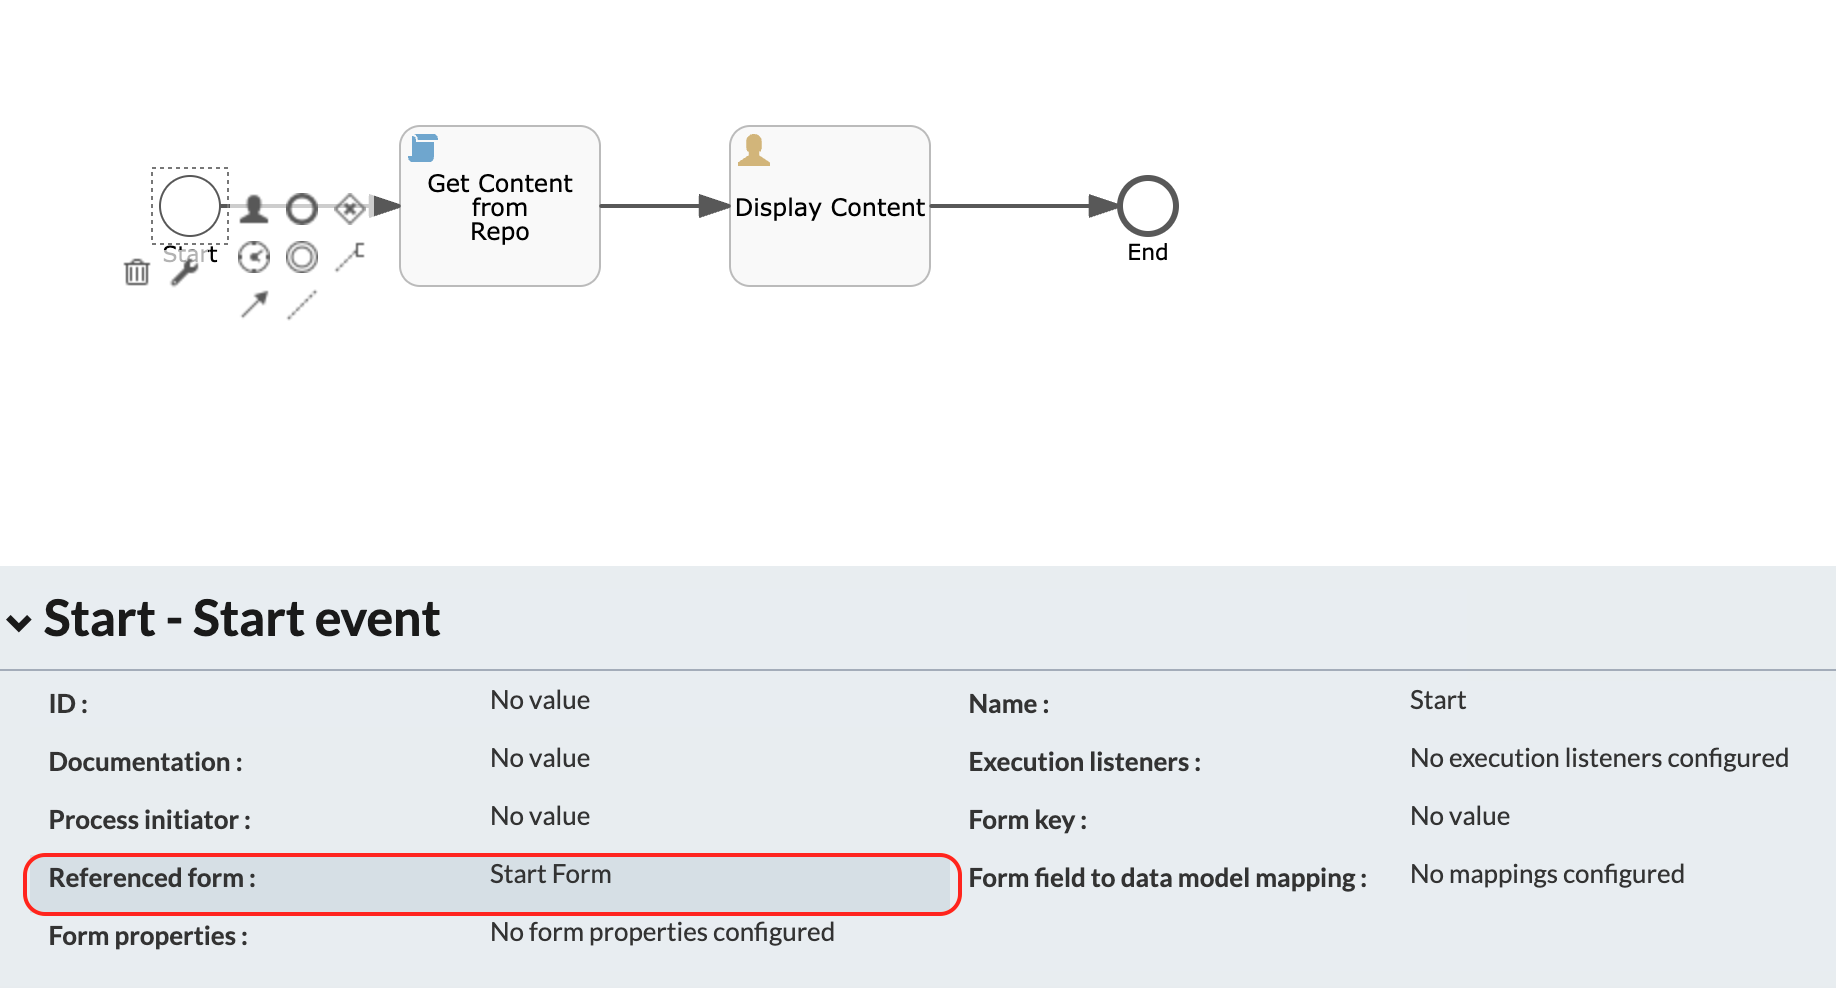 Start
Get Content
from
Repo
Display Content
End
Start - Start event
ID :
No value
Name :
Start
Documentation :
No value
Execution listeners :
No execution listeners configured
Process initiator :
No value
Form key :
No value
Referenced form :
Start Form
Form field to data model mapping :
No mappings configured
Form properties :
No form properties configured